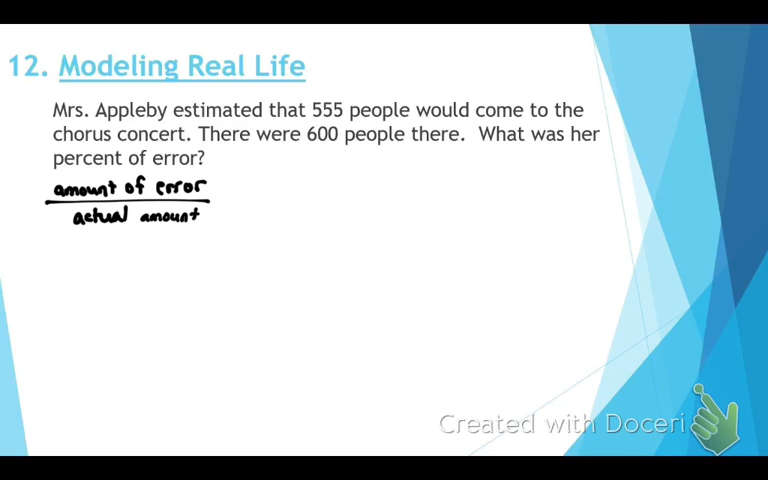 12. Modeling Real Life
Mrs. Appleby estimated that 555 people would come to the
chorus concert. There were 600 people there. What was her
percent of error?
amount of error
actual amount
Created with Doceri